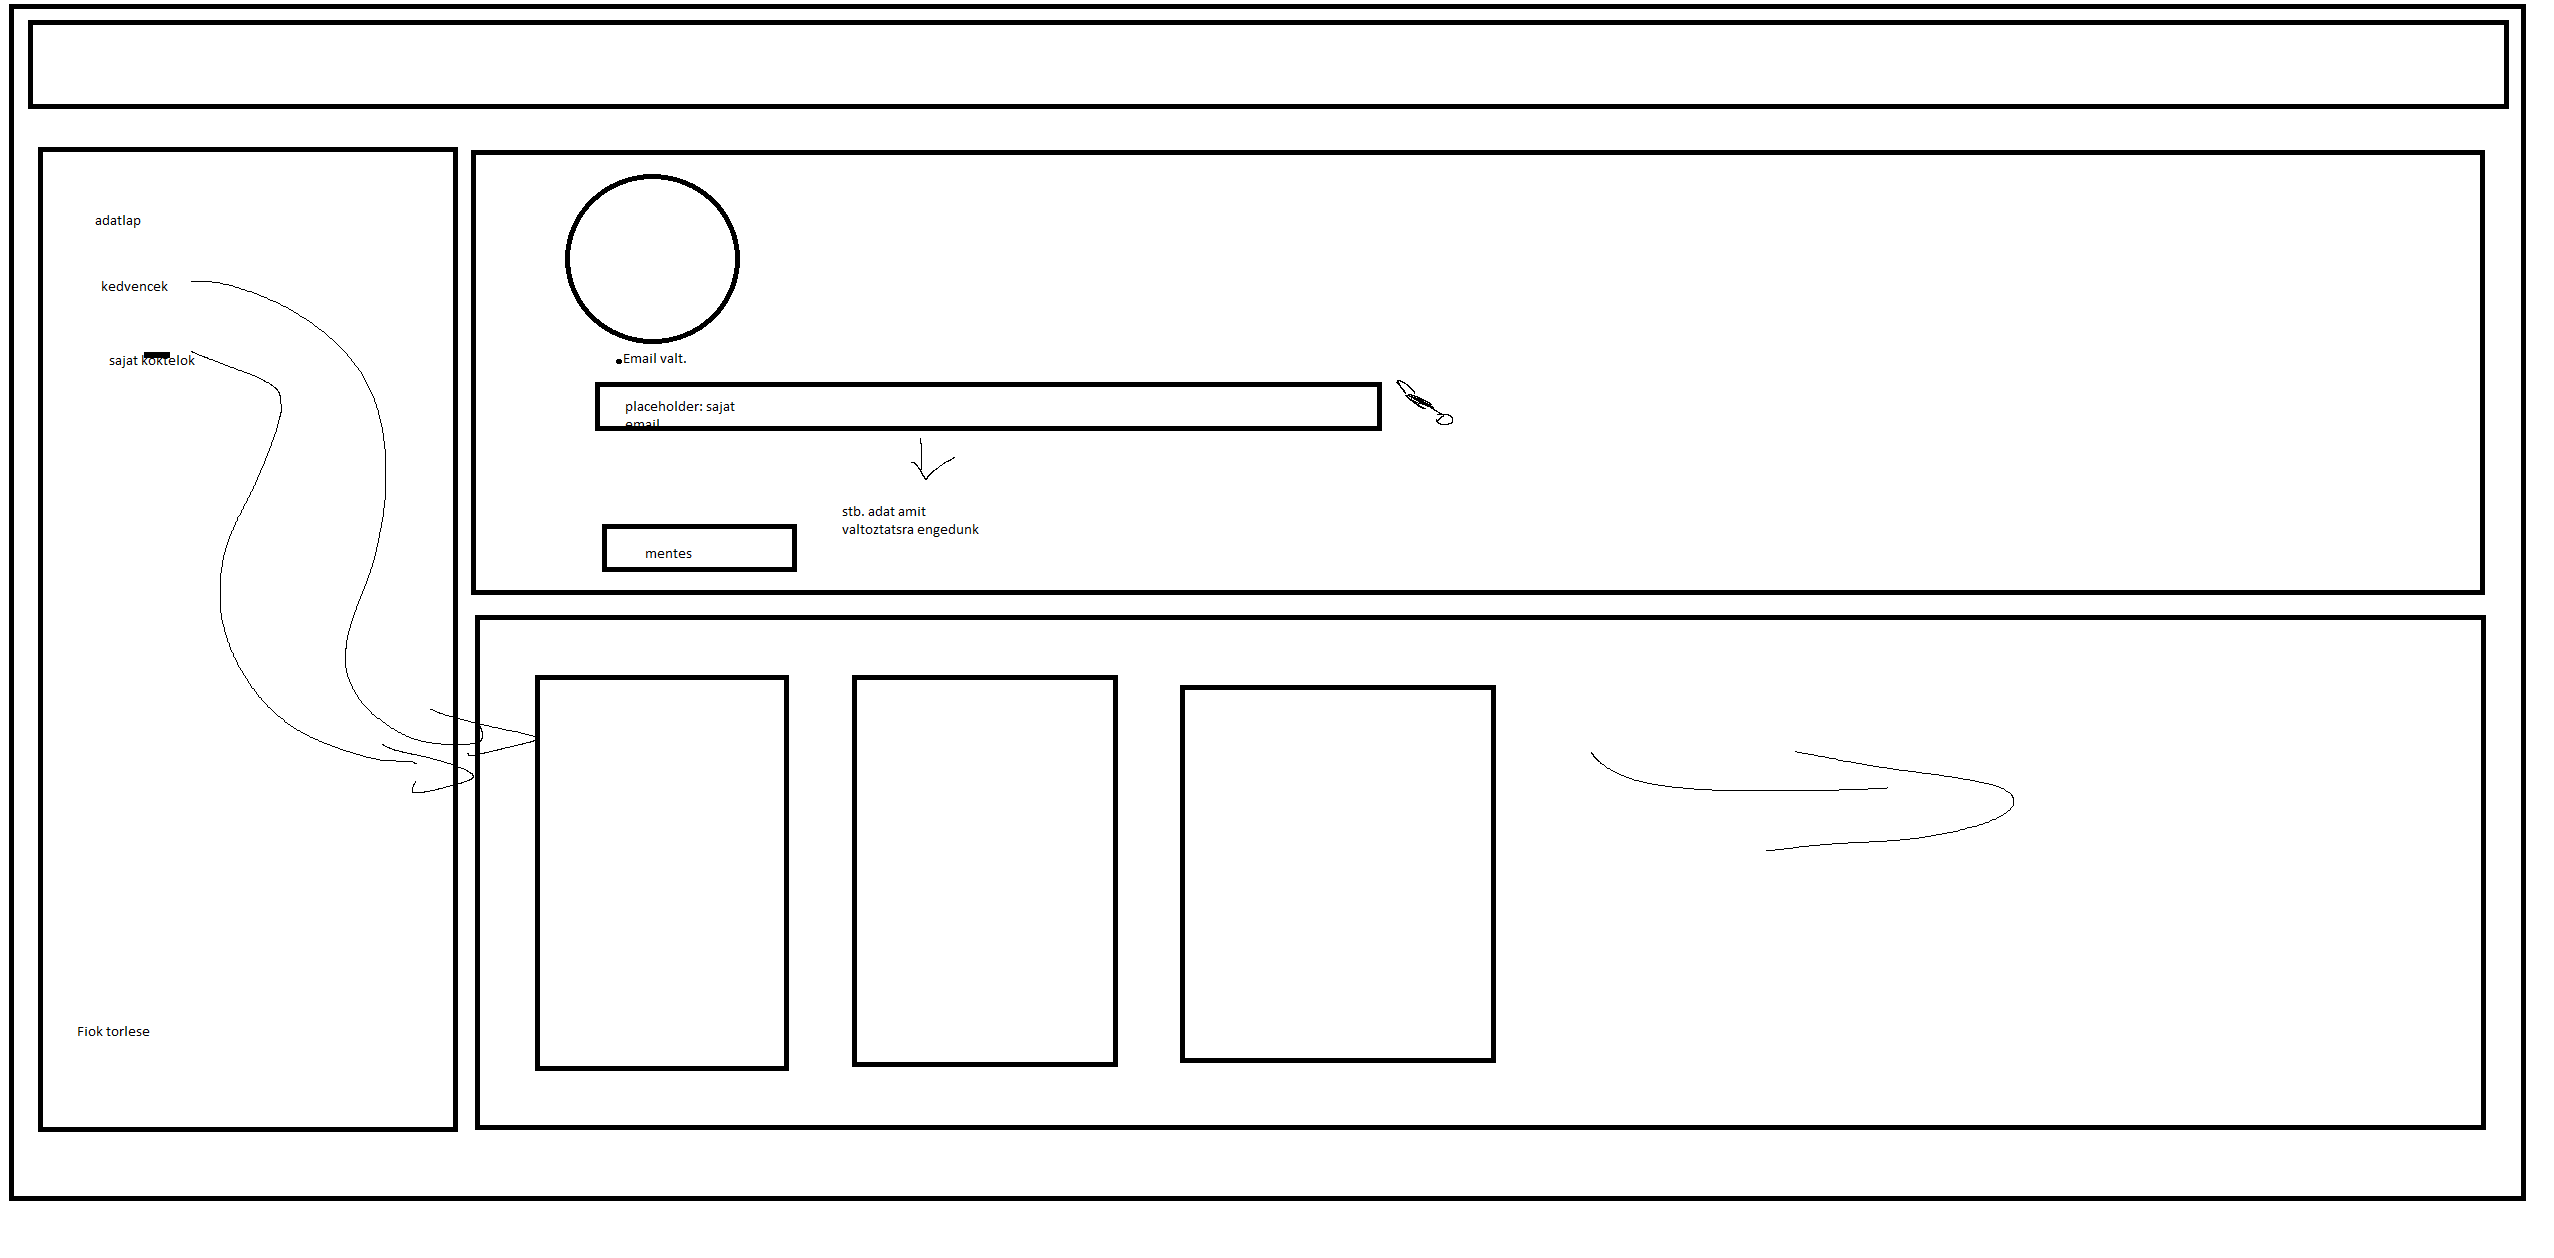 adatlap
kedvencek
sajat koktelok
Fiok torlese
Email valt.
placeholder: sajat
email
stb. adat amit
valtoztatsra engedunk
mentes